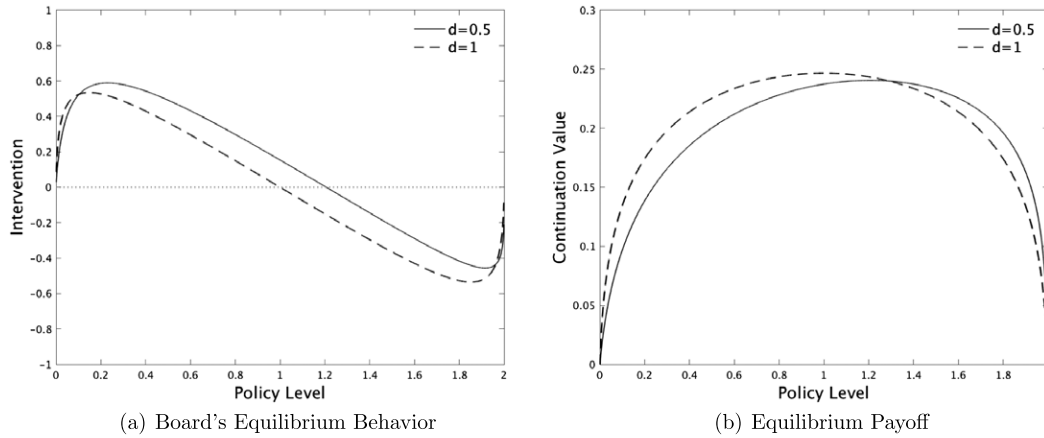 1
0.8
0.6
0.4
0.2
0
-0.2
-0.4
-0.6
-0.8
-1
Intervention
d=0.5
d=1
0 0.2 0.4 0.6 0.8 1 1.2 1.4 1.6 1.8 2
Policy Level
(a) Board's Equilibrium Behavior
0.3
0.25
0.2
0.15
0.1
0.05
0
Continuation Value
d=0.5
d=1
0 0.2 0.4 0.6 0.8 1 1.2 1.4 1.6 1.8
Policy Level
(b) Equilibrium Payoff